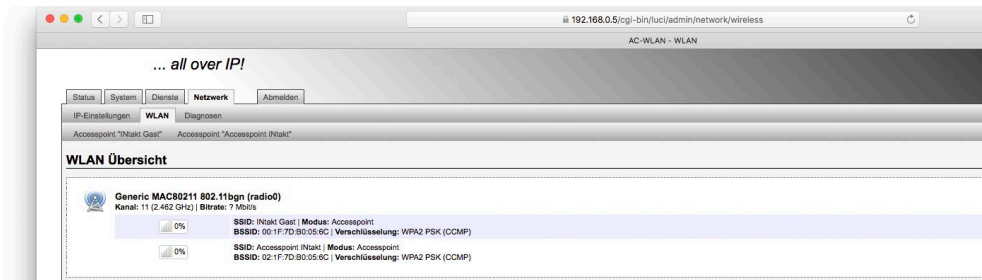 192.168.0.5/cgi-bin/luci/admin/network/wireless
AC-WLAN - WLAN
... all over IP!
Status System Dienste Netzwerk Abmelden
IP-Einstellungen WLAN Diagnosen
Accesspoint "INtakt Gast" Accesspoint "Accesspoint INtakt"
WLAN Übersicht
Generic MAC80211 802.11bgn (radio0)
Kanal: 11 (2.462 GHz) | Bitrate: ? Mbit/s
0% SSID: INtakt Gast | Modus: Accesspoint
BSSID: 00:1F:7D:B0:05:6C | Verschlüsselung: WPA2 PSK (CCMP)
0% SSID: Accesspoint INtakt | Modus: Accesspoint
BSSID: 02:1F:7D:B0:05:6C | Verschlüsselung: WPA2 PSK (CCMP)